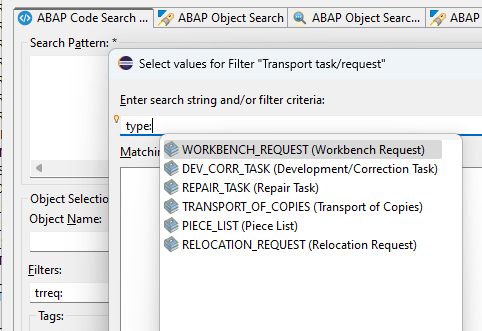 ABAP Code Search ...
ABAP Object Search
ABAP Object Searc...
ABAP
Search Pattern: *
Select values for Filter "Transport task/request"
Enter search string and/or filter criteria:
type:
Matchin
WORKBENCH_REQUEST (Workbench Request)
DEV_CORR_TASK (Development/Correction Task)
REPAIR_TASK (Repair Task)
TRANSPORT_OF_COPIES (Transport of Copies)
PIECE_LIST (Piece List)
RELOCATION_REQUEST (Relocation Request)
Object Selectio
Object Name:
Filters:
trreq:
Tags: